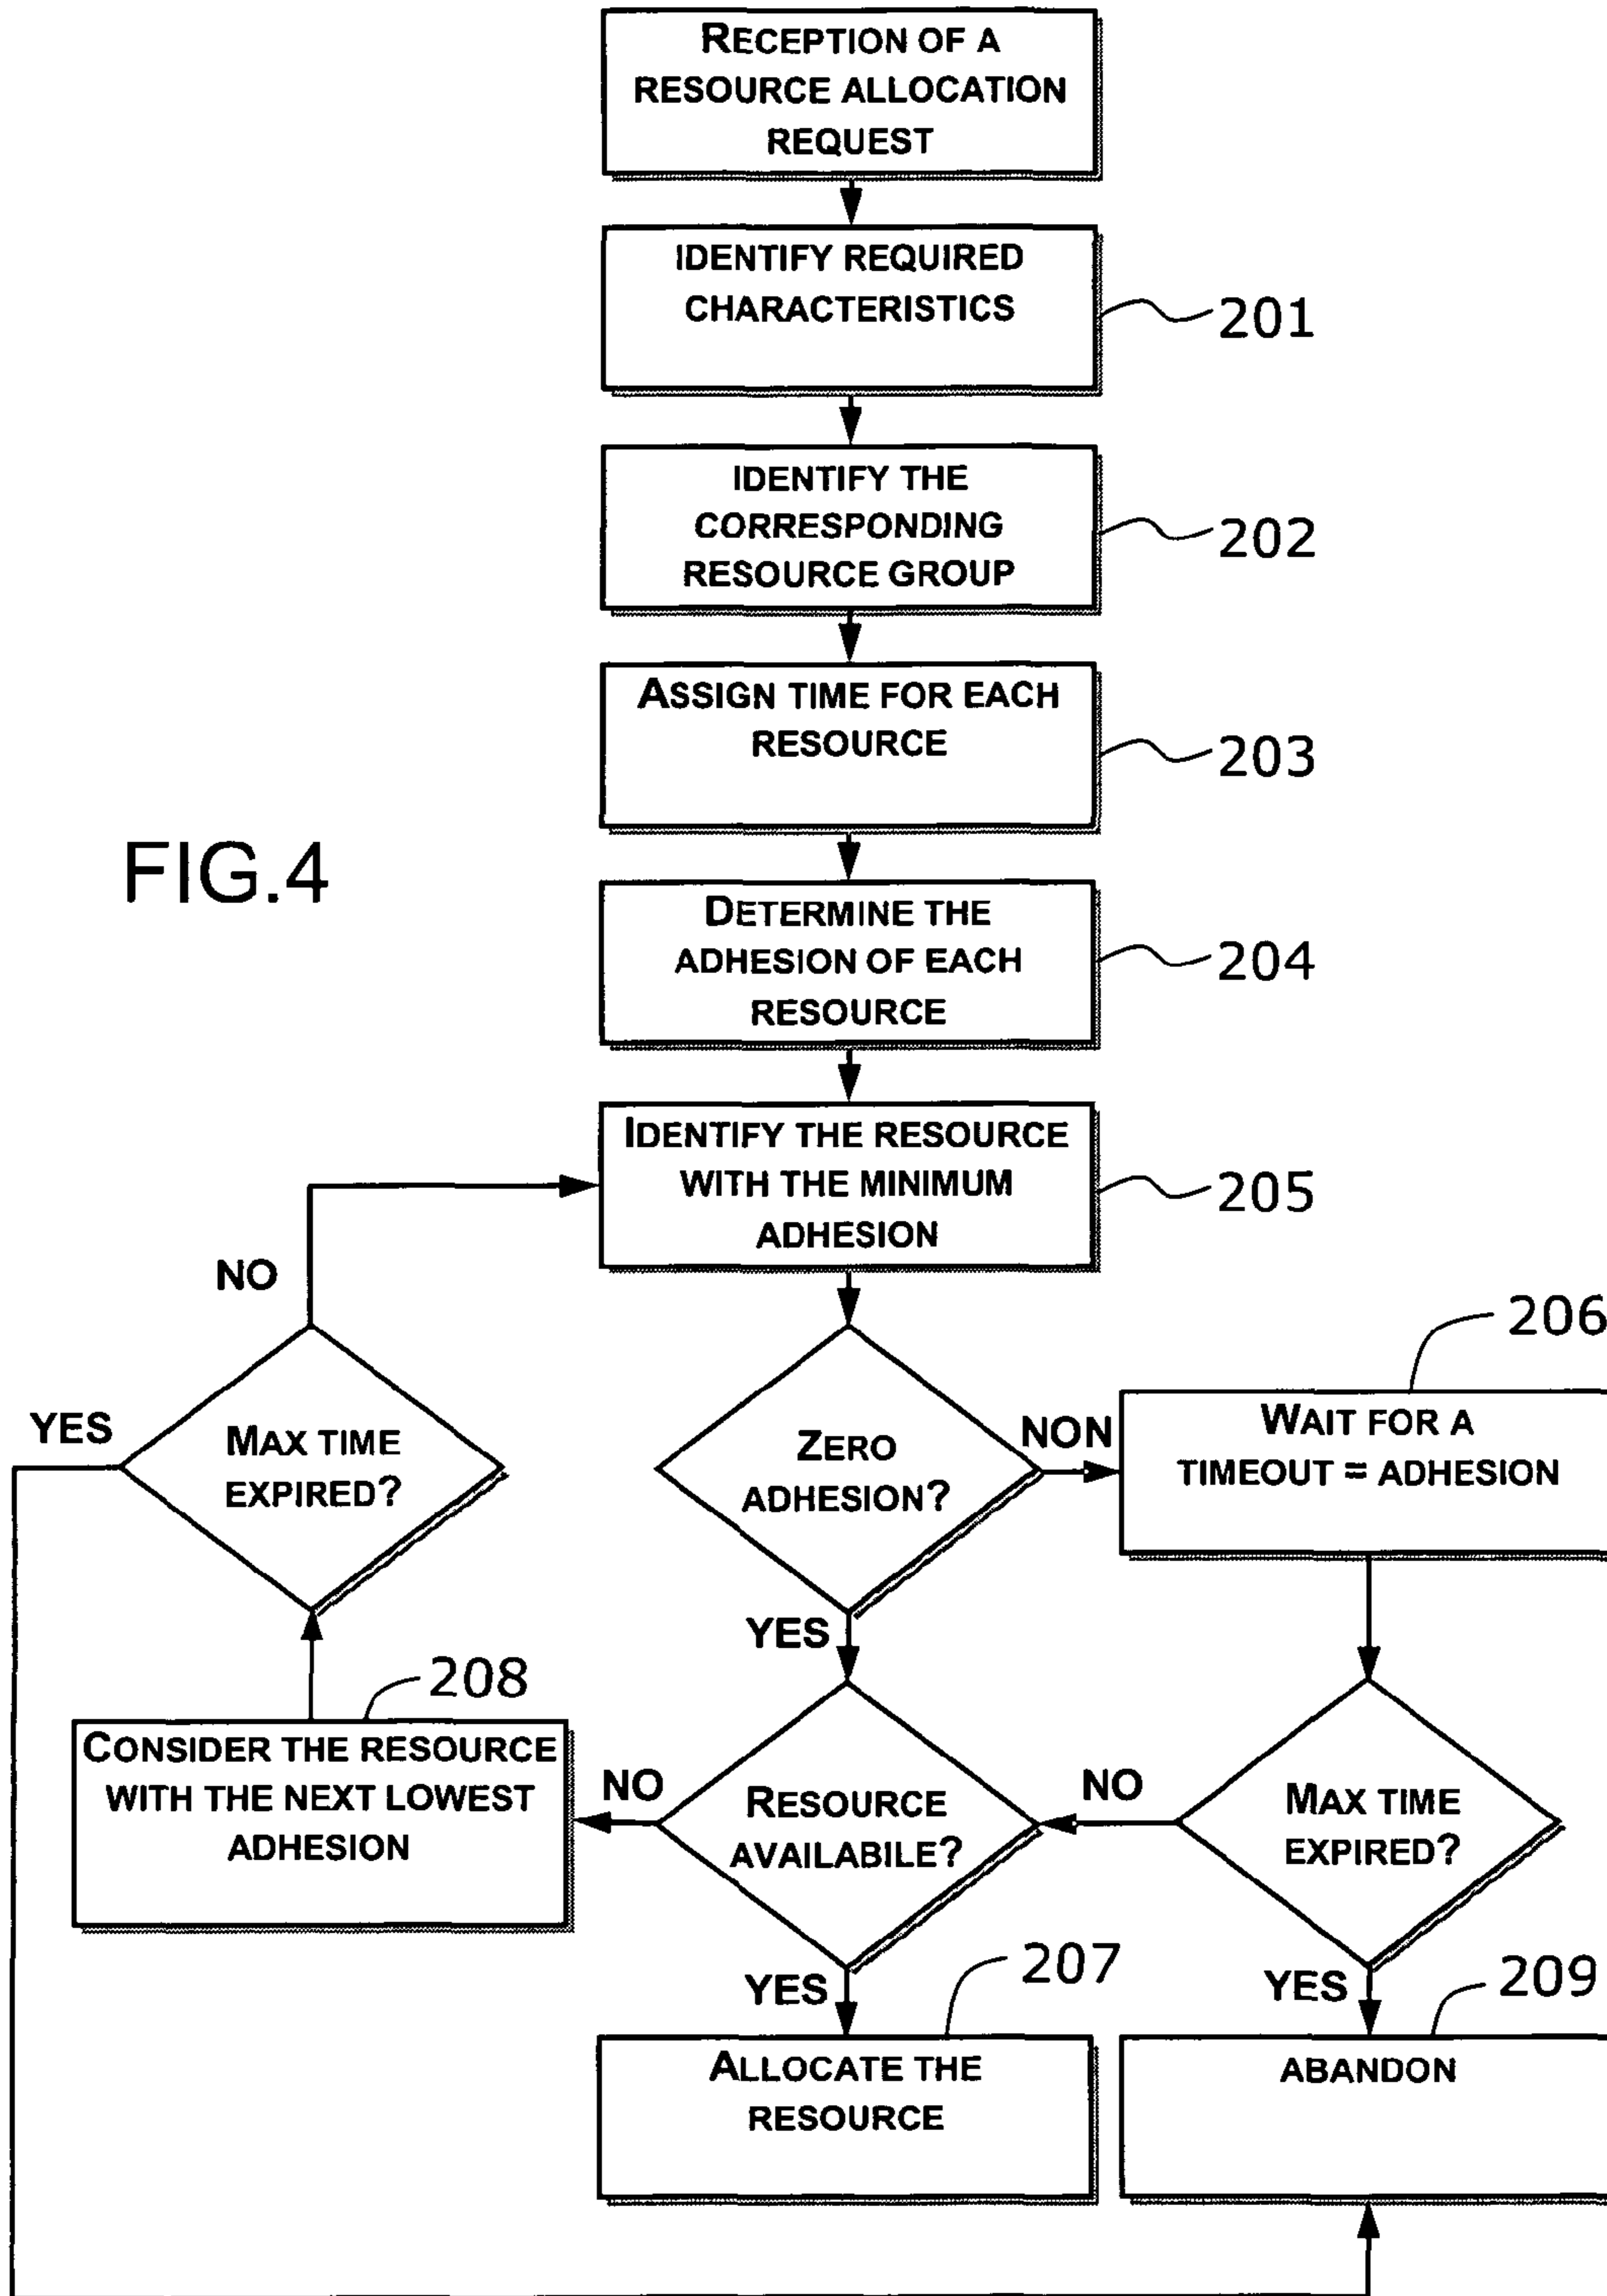 RECEPTION OF A
RESOURCE ALLOCATION
REQUEST
IDENTIFY REQUIRED
CHARACTERISTICS
201
IDENTIFY THE
CORRESPONDING
RESOURCE GROUP
202
ASSIGN TIME FOR EACH
RESOURCE
203
FIG.4
DETERMINE THE
ADHESION OF EACH
RESOURCE
204
IDENTIFY THE RESOURCE
WITH THE MINIMUM
ADHESION
205
NO
206
YES
MAX TIME
EXPIRED?
ZERO
ADHESION?
NON
WAIT FOR A
TIMEOUT = ADHESION
YES
208
CONSIDER THE RESOURCE
WITH THE NEXT LOWEST
ADHESION
NO
RESOURCE
AVAILABILE?
NO
MAX TIME
EXPIRED?
YES
207
YES
209
ALLOCATE THE
RESOURCE
ABANDON